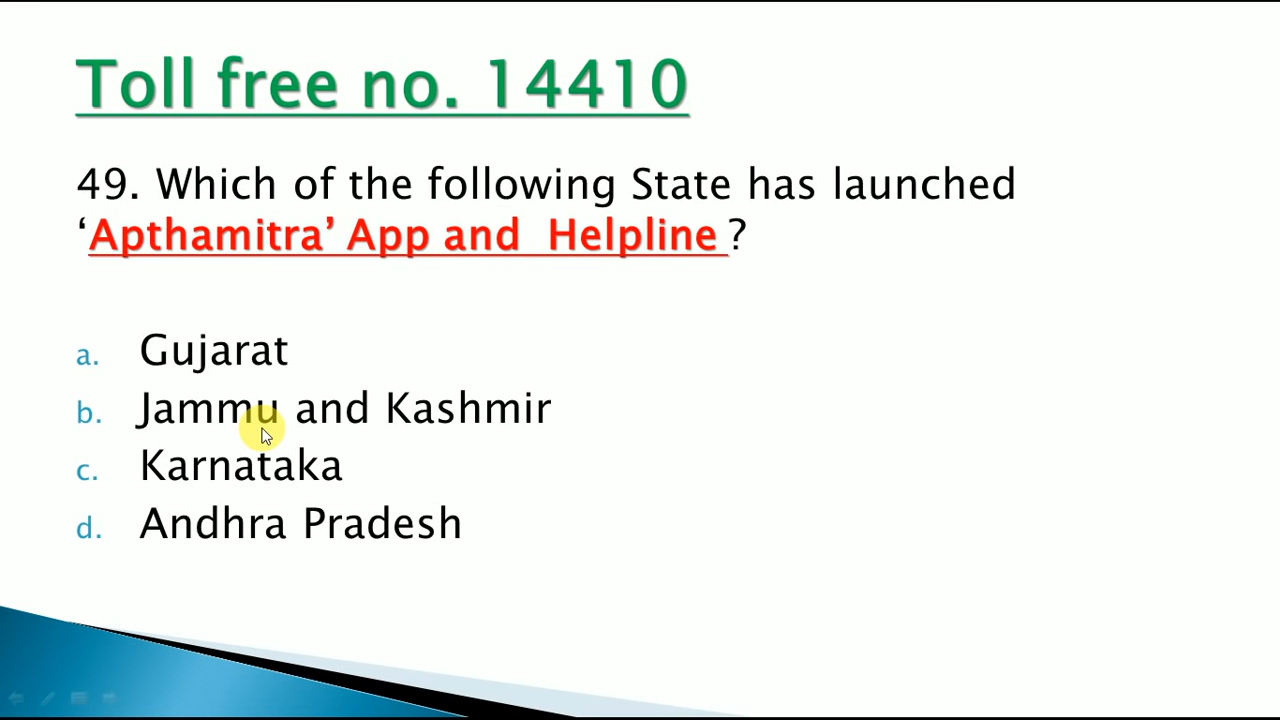 Toll free no. 14410
49. Which of the following State has launched
‘Apthamitra’ App and  Helpline ?
a. Gujarat
b. Jammu and Kashmir
c. Karnataka
d. Andhra Pradesh